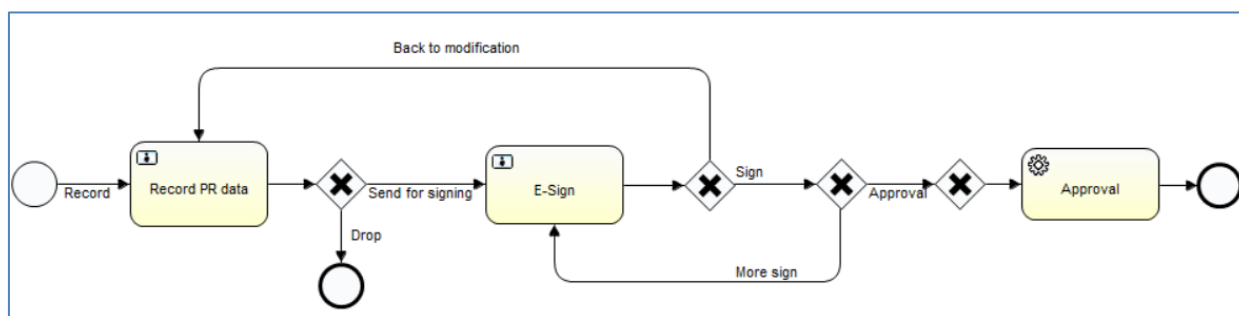 Back to modification
Record
Record PR data
Send for signing
Drop
E-Sign
Sign
More sign
Approval
Approval